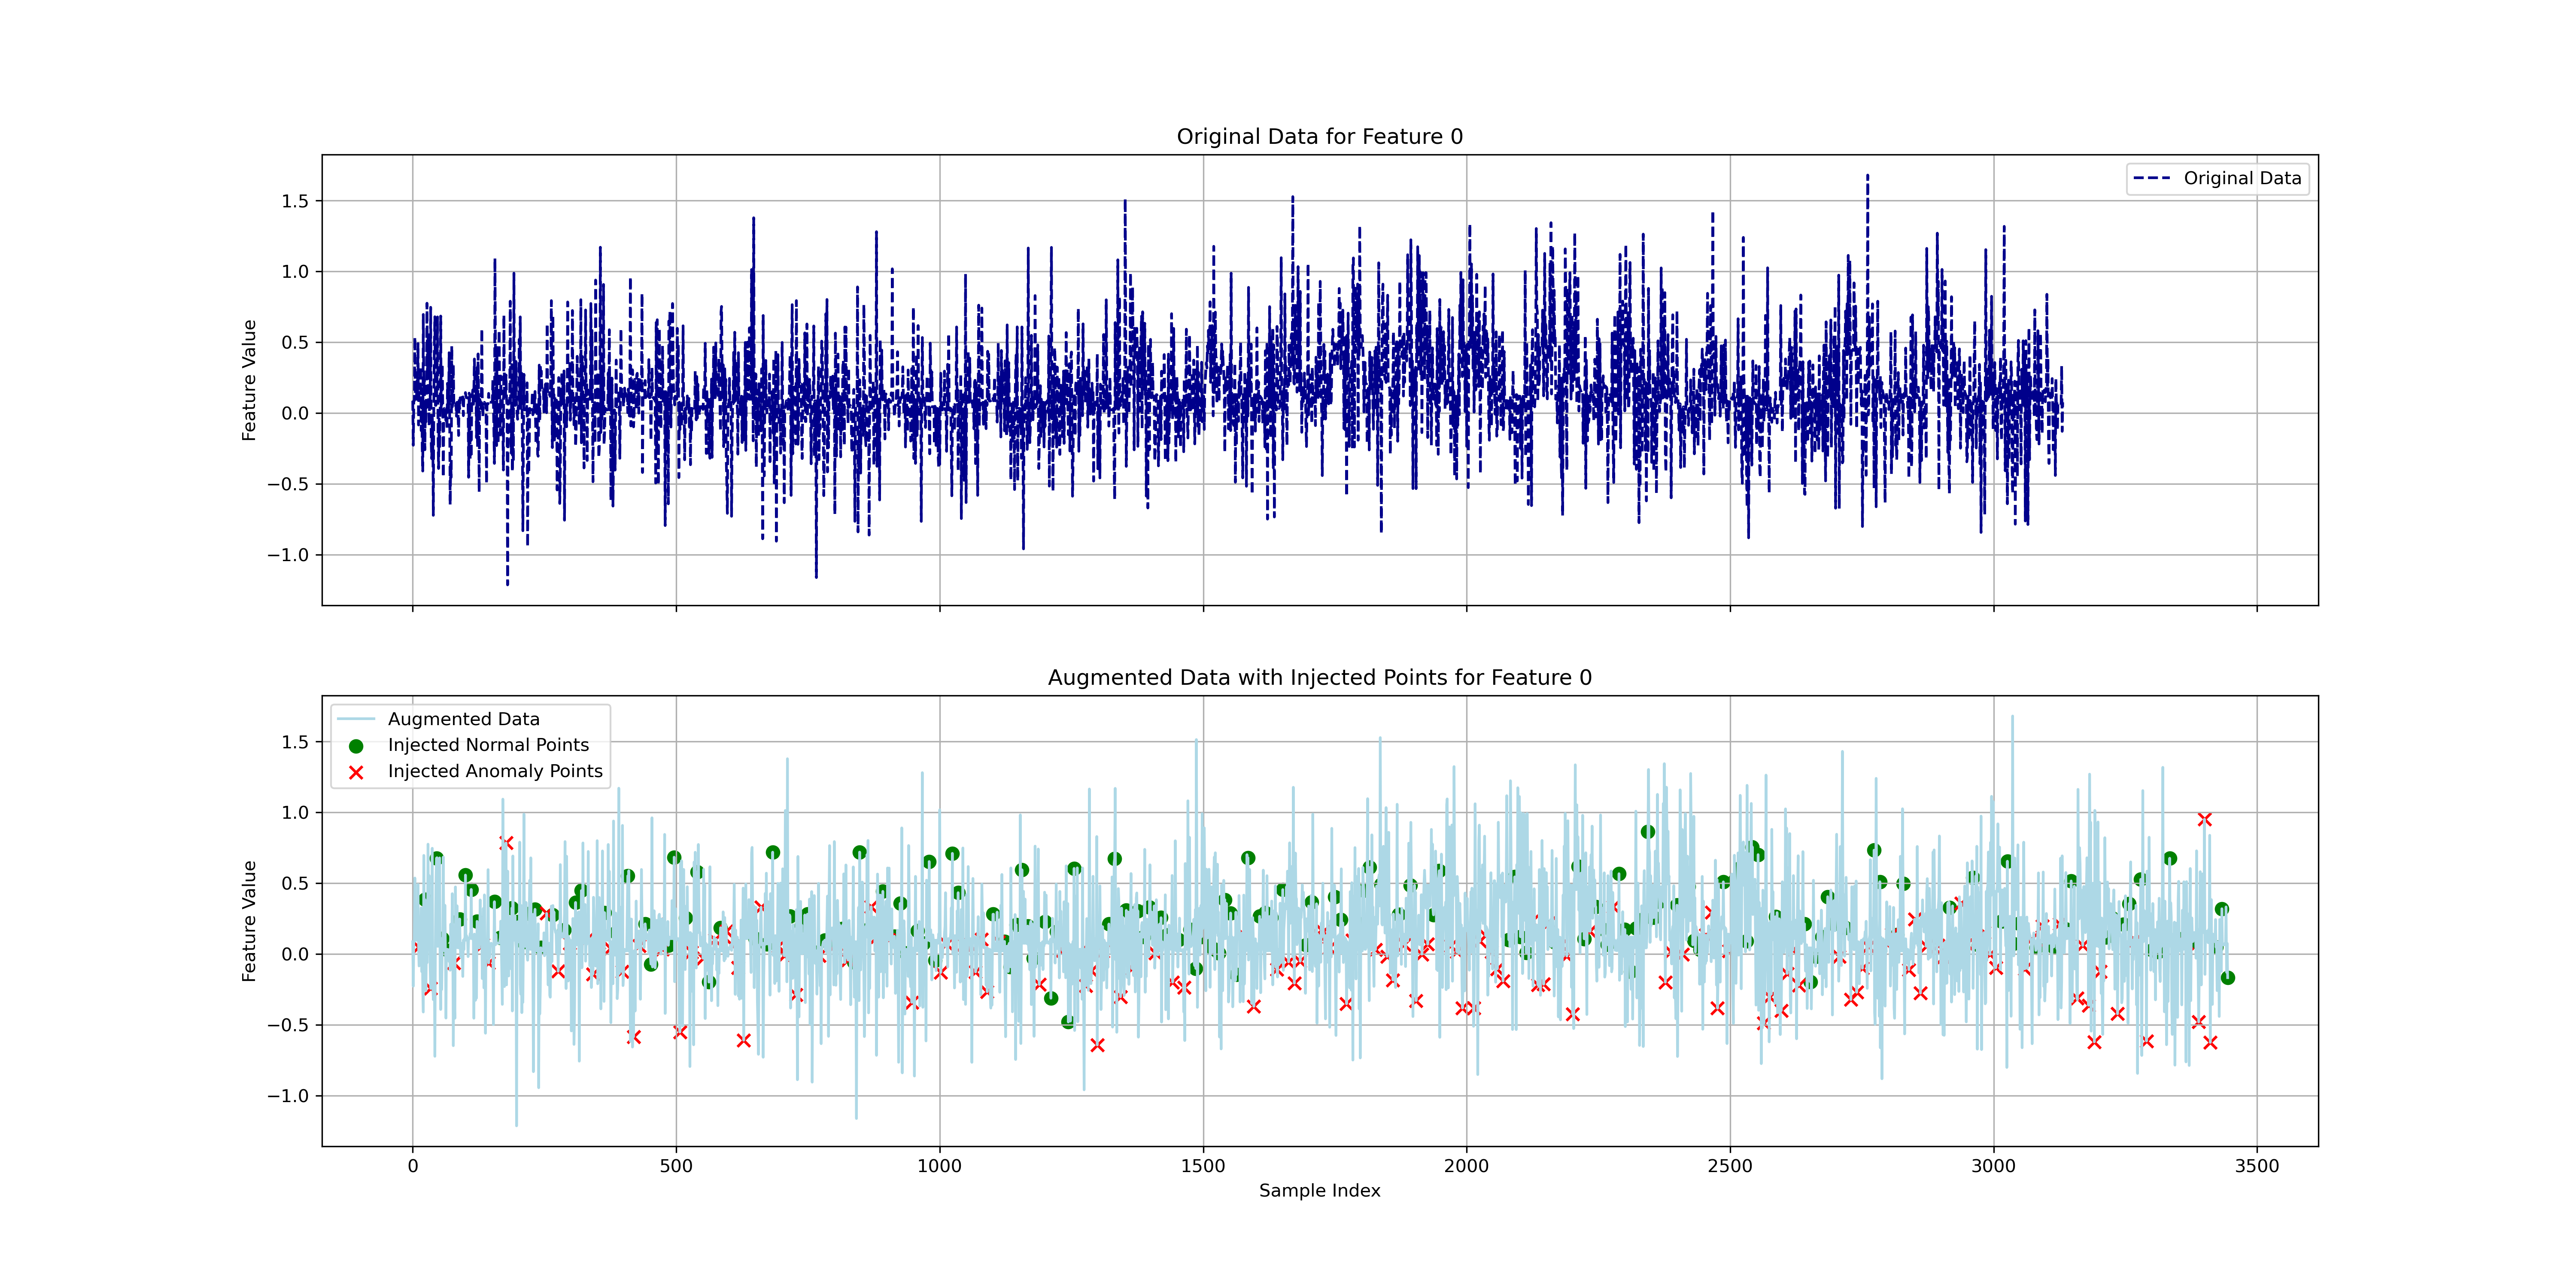 Original Data for Feature 0
Original Data
1.5
1.0
0.5
0.0
−0.5
−1.0
Feature Value
Augmented Data with Injected Points for Feature 0
Augmented Data
Injected Normal Points
Injected Anomaly Points
1.5
1.0
0.5
0.0
−0.5
−1.0
Feature Value
0 500 1000 1500 2000 2500 3000 3500
Sample Index